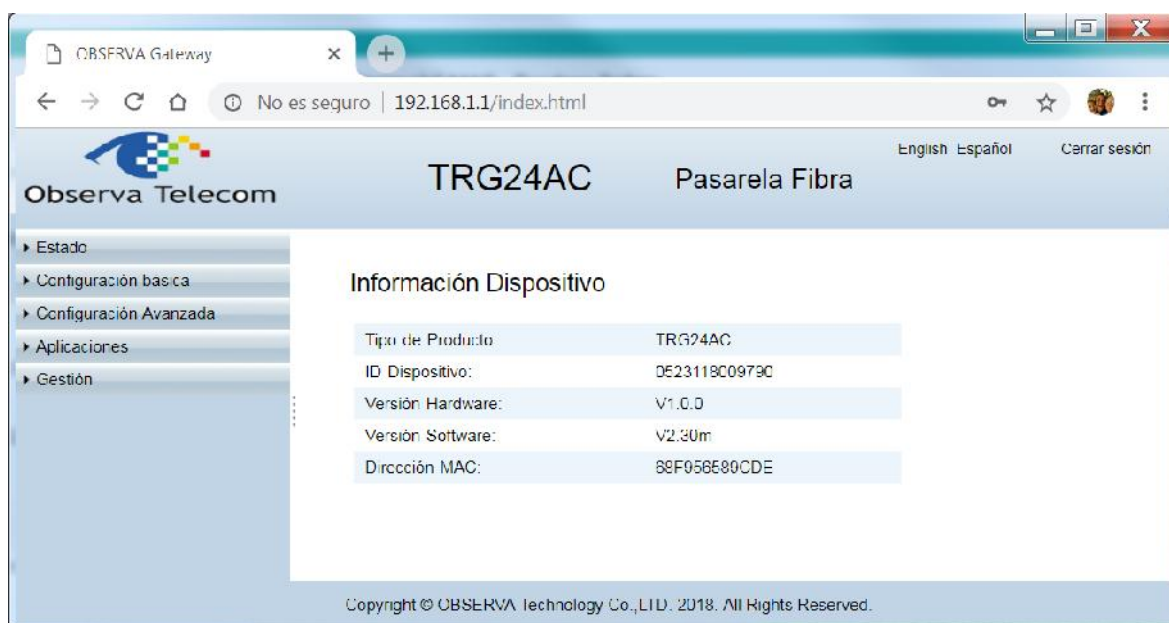 OBSERVA Gateway
No es seguro | 192.168.1.1/index.html
Observa Telecom
TRG24AC
Pasarela Fibra
English Español
Cerrar sesión
Estado
Configuración basica
Configuración Avanzada
Aplicaciones
Gestión
Información Dispositivo
Tipo de Producto TRG24AC
ID Dispositivo: 0523118009790
Versión Hardware: V1.0.0
Versión Software: V2.30m
Dirección MAC: 68F956589CDE
Copyright © OBSERVA Technology Co.,LTD. 2018. All Rights Reserved.